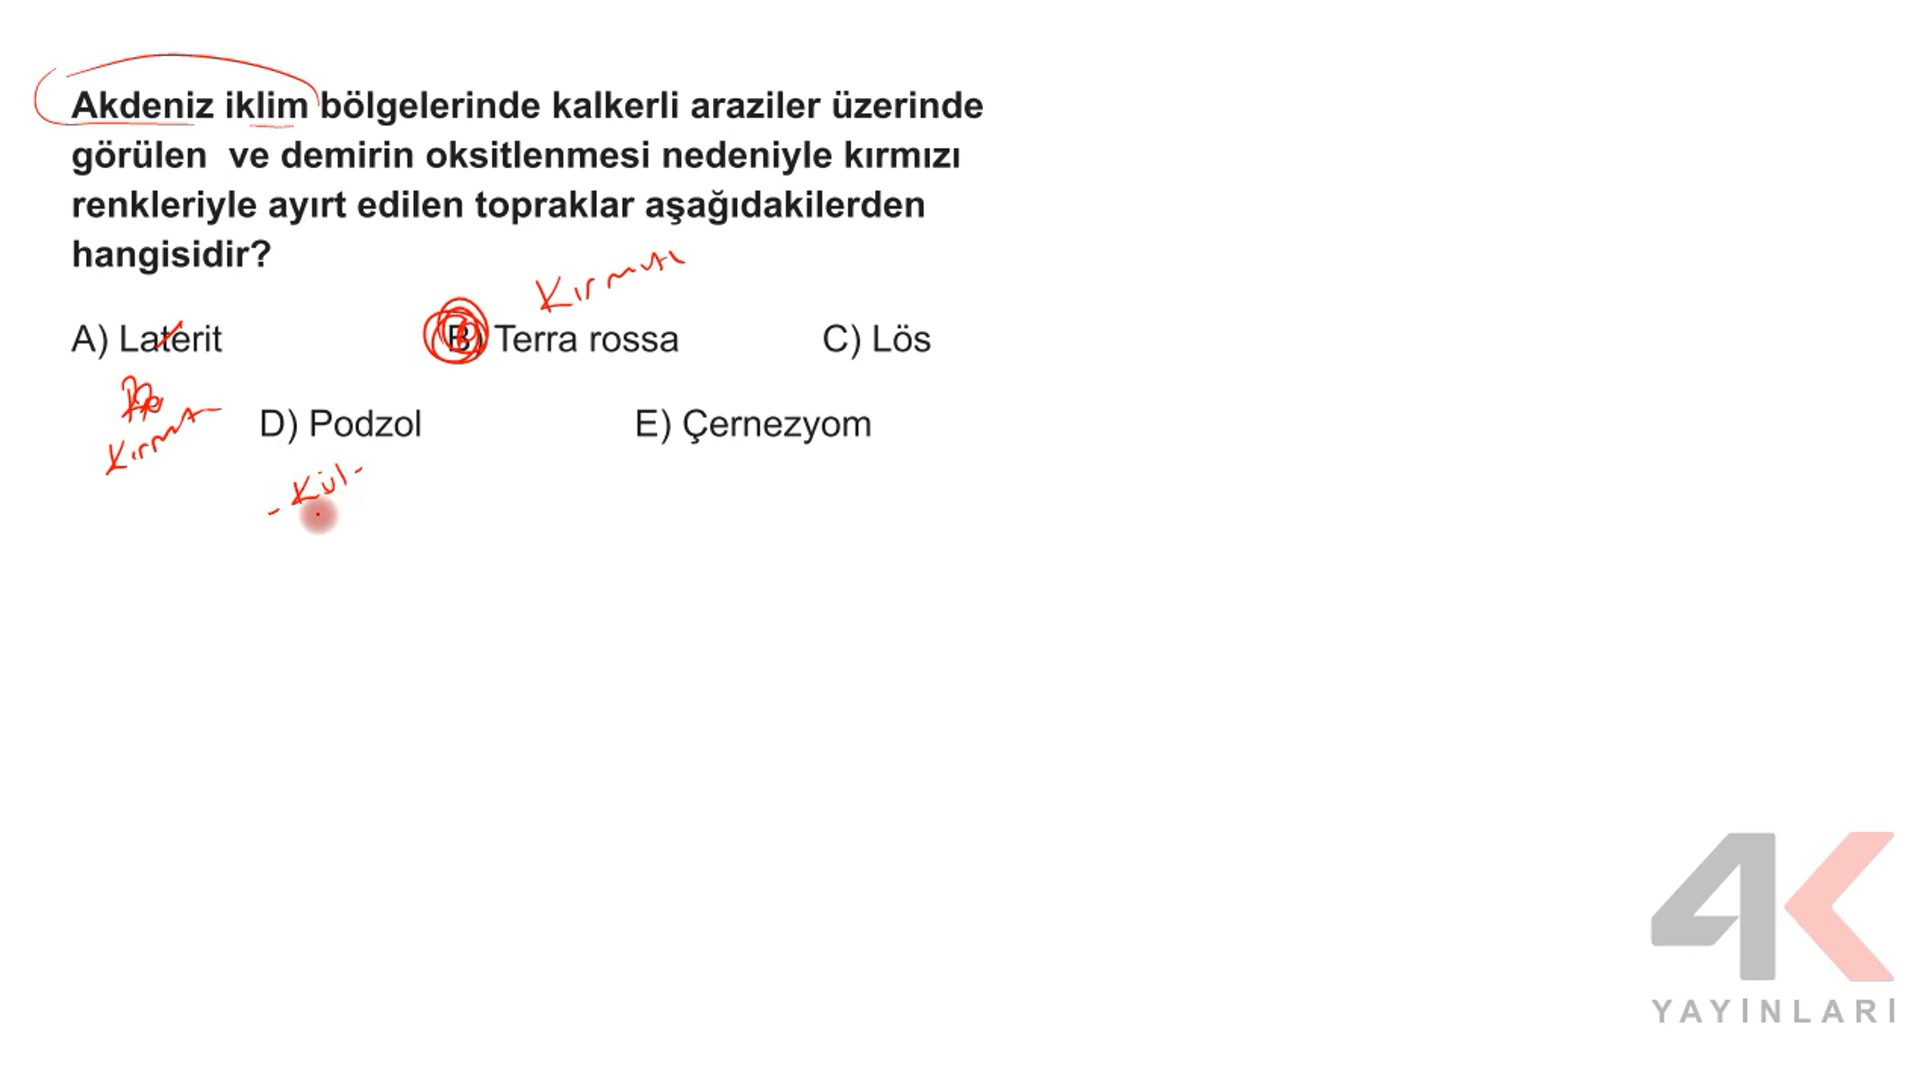 Akdeniz iklim bölgelerinde kalkerli araziler üzerinde
görülen ve demirin oksitlenmesi nedeniyle kırmızı
renkleriyle ayırt edilen topraklar aşağıdakilerden
hangisidir?
Kırmızı
A) Laterit B) Terra rossa C) Lös
D) Podzol E) Çernezyom
- Kül -
4K
YAYINLARI